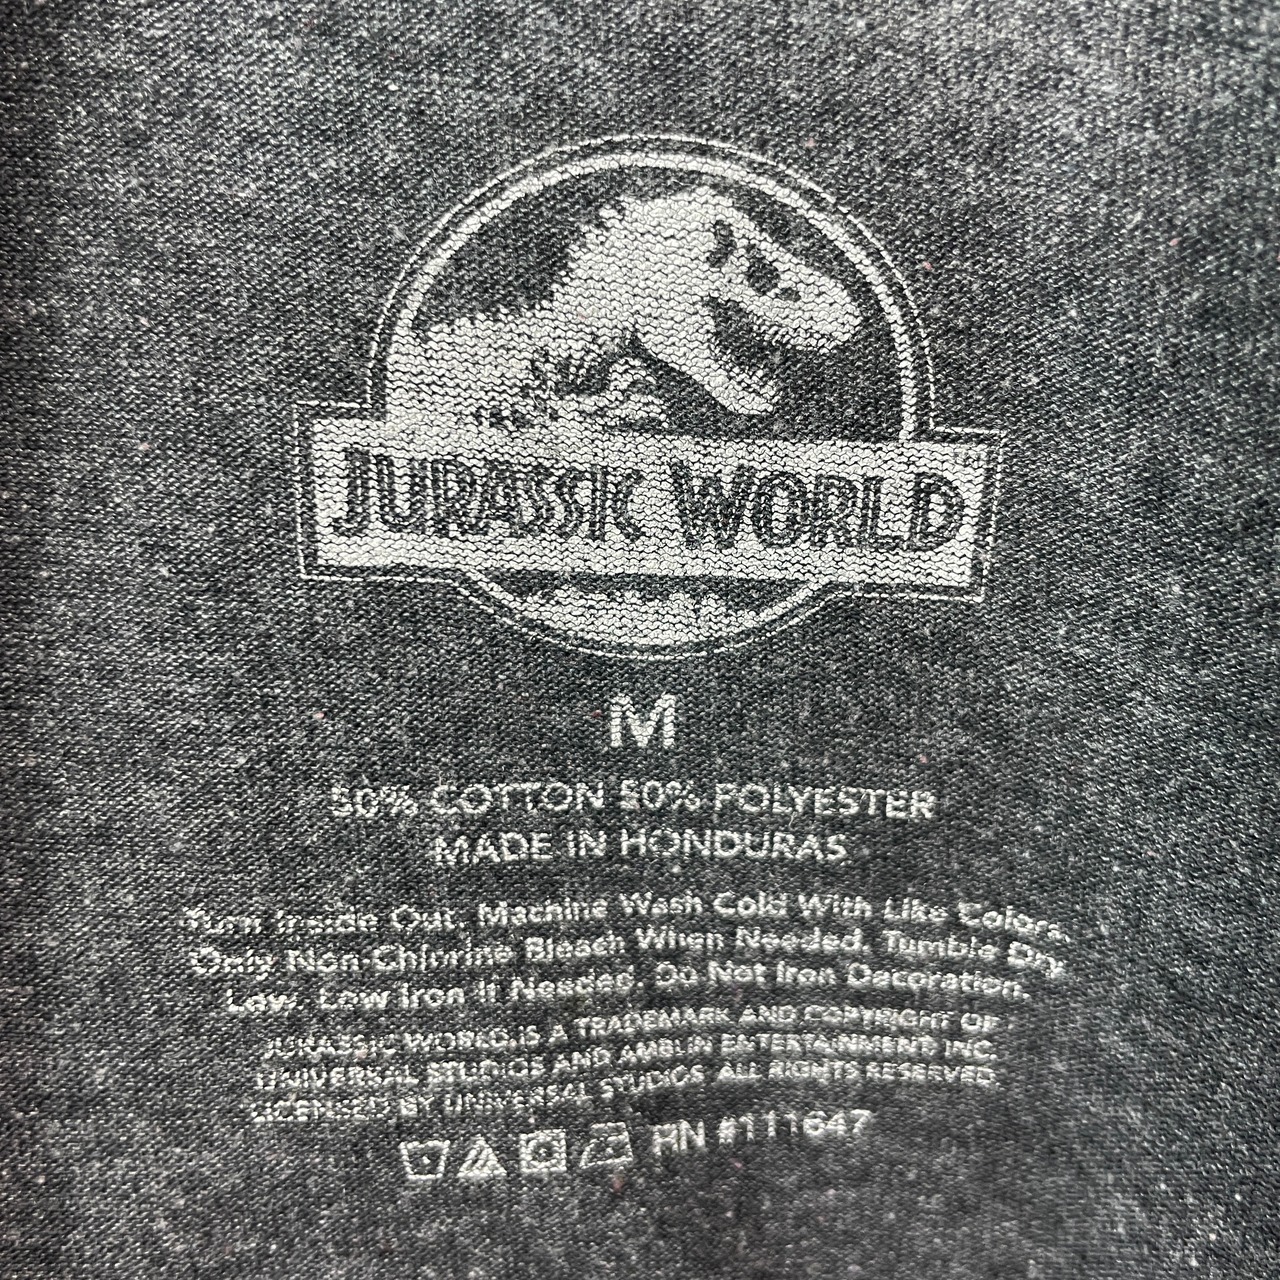 JURASSIC WORLD
M
50% COTTON 50% POLYESTER
MADE IN HONDURAS
Turn Inside Out. Machine Wash Cold With Like Colors.
Only Non-Chlorine Bleach When Needed. Tumble Dry
Low. Low Iron If Needed. Do Not Iron Decoration.
JURASSIC WORLD IS A TRADEMARK AND COPYRIGHT OF
UNIVERSAL STUDIOS AND AMBLIN ENTERTAINMENT INC.
LICENSED BY UNIVERSAL STUDIOS ALL RIGHTS RESERVED.
RN #111647